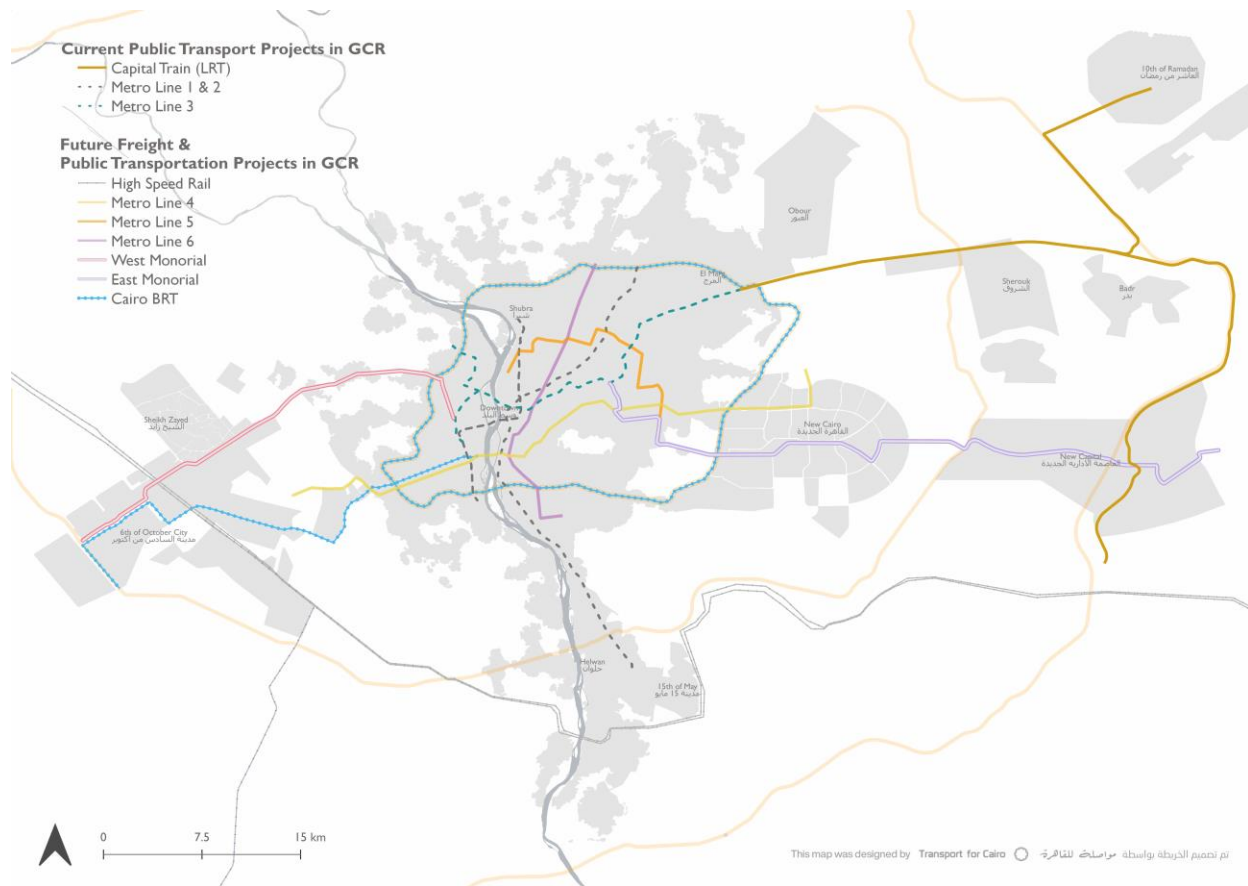 Current Public Transport Projects in GCR
Capital Train (LRT)
Metro Line 1 & 2
Metro Line 3
Future Freight &
Public Transportation Projects in GCR
High Speed Rail
Metro Line 4
Metro Line 5
Metro Line 6
West Monorial
East Monorial
Cairo BRT
10th of Ramadan
العاشر من رمضان
Obour
العبور
El Marg
المرج
Sherouk
الشروق
Badr
بدر
Shubra
شبرا
Sheikh Zayed
الشيخ زايد
Downtown
New Cairo
القاهرة الجديدة
New Capital
العاصمة الأدارية الجديدة
6th of October City
مدينة السادس من أكتوبر
Helwan
حلوان
15th of May
مدينة 15 مايو
0 7.5 15 km
This map was designed by Transport for Cairo مواصلة للقاهرة تم تصميم الخريطة بواسطة